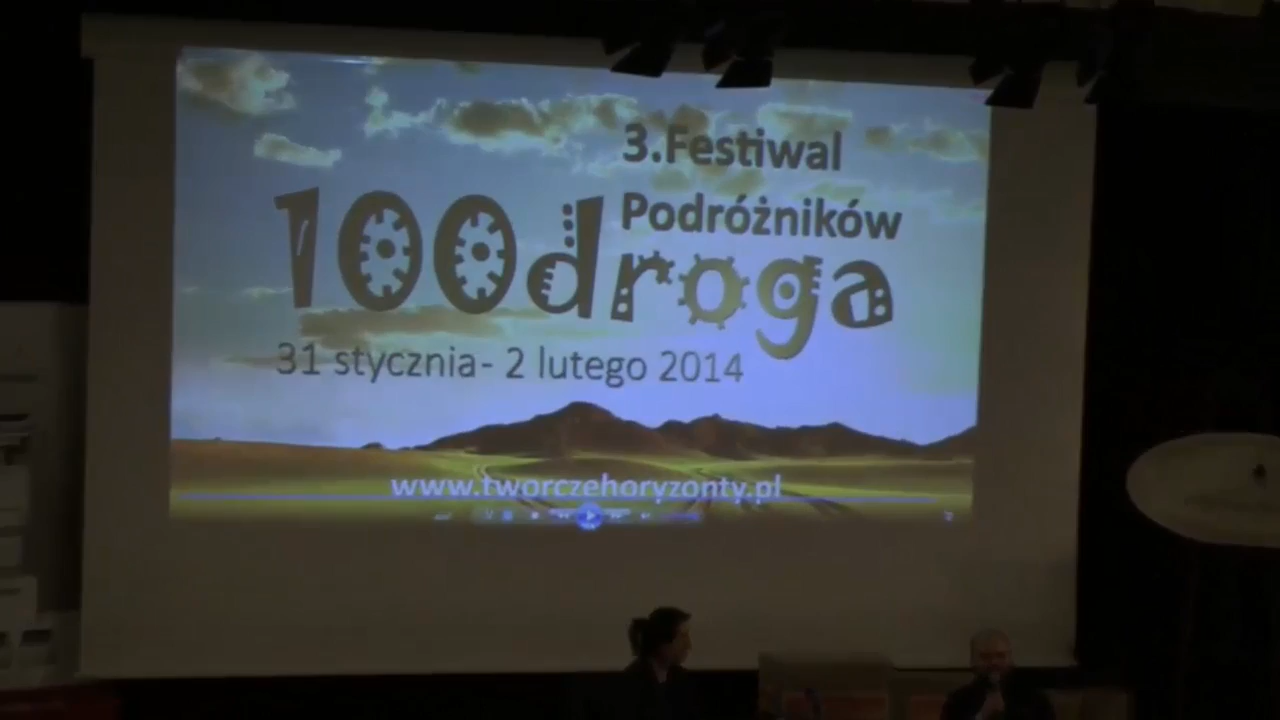 3.Festiwal
Podróżników
100droga
31 stycznia- 2 lutego 2014
www.tworczehoryzonty.pl